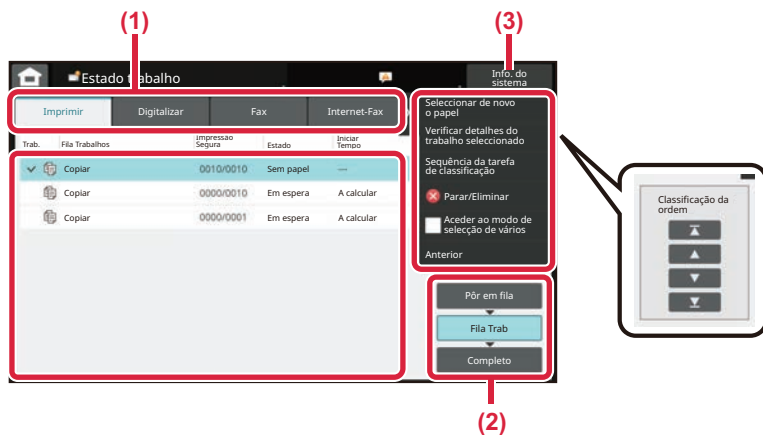 (1)
(3)
Estado trabalho
Info. do
sistema
Imprimir
Digitalizar
Fax
Internet-Fax
Trab.
Fila Trabalhos
Impressão
Segura
Estado
Iniciar
Tempo
Copiar
0010/0010
Sem papel
—
Copiar
0000/0010
Em espera
A calcular
Copiar
0000/0001
Em espera
A calcular
Seleccionar de novo
o papel
Verificar detalhes do
trabalho seleccionado
Sequência da tarefa
de classificação
Parar/Eliminar
Aceder ao modo de
selecção de vários
Anterior
Pôr em fila
Fila Trab
Completo
Classificação da
ordem
(2)